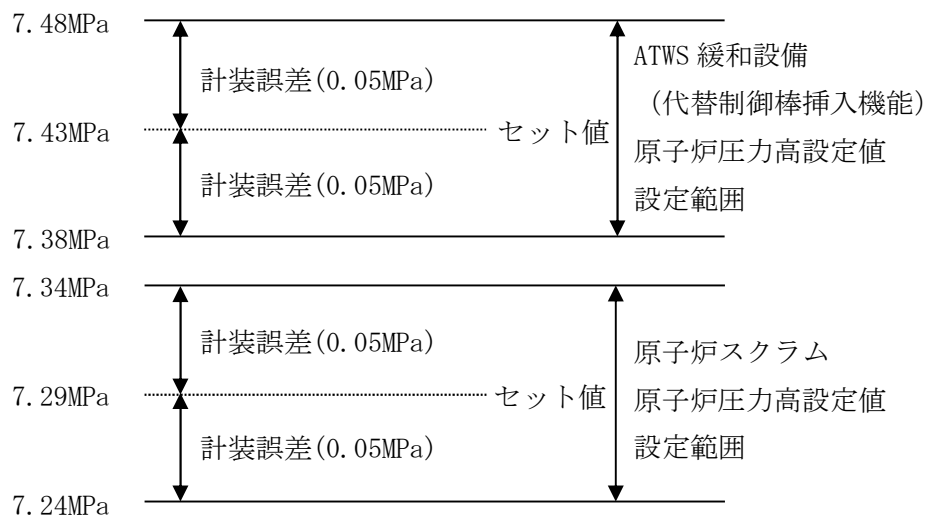 7.48MPa
計装誤差(0.05MPa)
7.43MPa
セット値
計装誤差(0.05MPa)
7.38MPa
ATWS 緩和設備
（代替制御棒挿入機能）
原子炉圧力高設定値
設定範囲
7.34MPa
計装誤差(0.05MPa)
7.29MPa
セット値
計装誤差(0.05MPa)
7.24MPa
原子炉スクラム
原子炉圧力高設定値
設定範囲